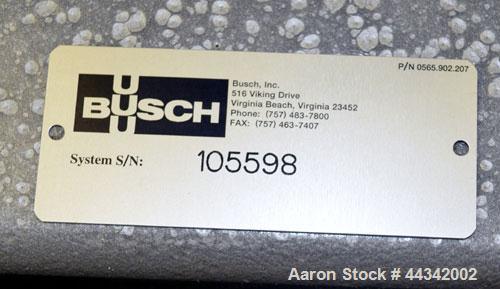 P/N 0565.902.207
BUSCH
Busch, Inc.
516 Viking Drive
Virginia Beach, Virginia 23452
Phone: (757) 483-7800
FAX: (757) 463-7407
System S/N: 105598
Aaron Stock # 44342002